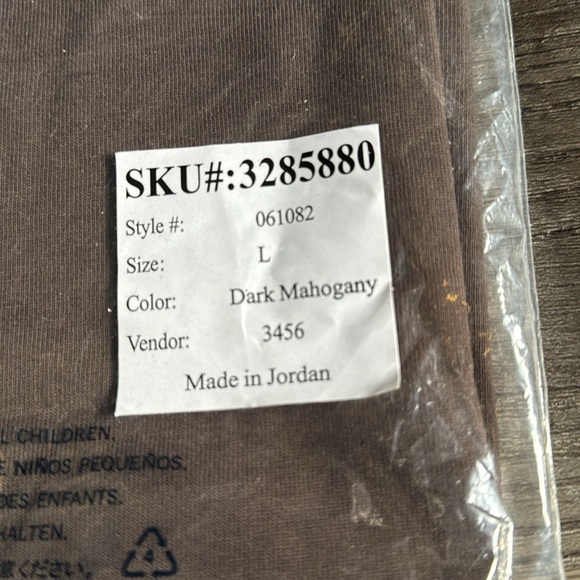 SKU#:3285880
Style #: 061082
Size: L
Color: Dark Mahogany
Vendor: 3456
Made in Jordan
CHILDREN.
NIÑOS PEQUEÑOS.
DES ENFANTS.
HALTEN.
ください。
4